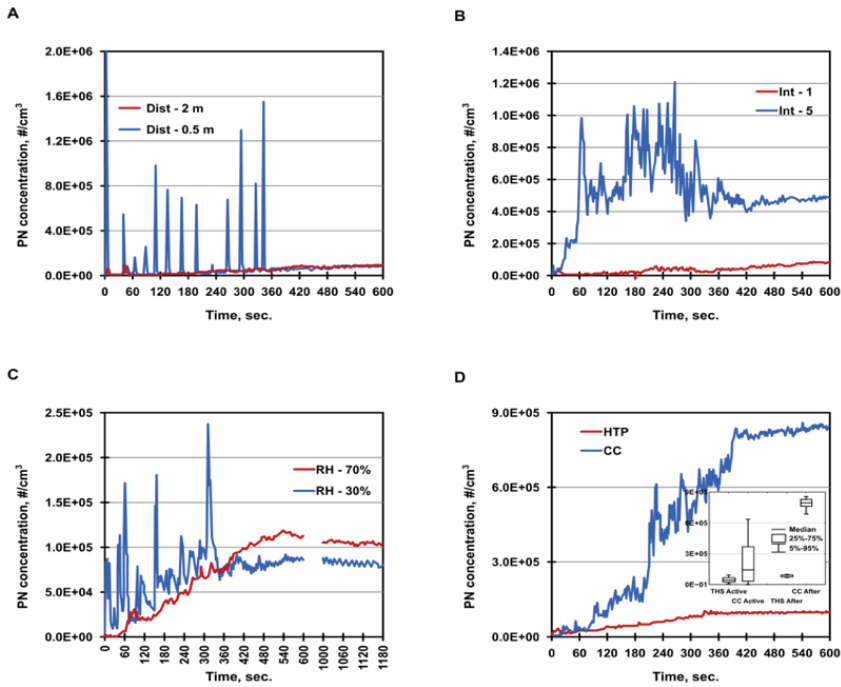 A
PN concentration, #/cm³
2.0E+06
1.6E+06
1.2E+06
8.0E+05
4.0E+05
0.0E+00
Dist - 2 m
Dist - 0.5 m
0 60 120 180 240 300 360 420 480 540 600
Time, sec.
B
PN concentration, #/cm³
1.4E+06
1.2E+06
1.0E+06
8.0E+05
6.0E+05
4.0E+05
2.0E+05
0.0E+00
Int - 1
Int - 5
0 60 120 180 240 300 360 420 480 540 600
Time, sec.
C
PN concentration, #/cm³
2.5E+05
2.0E+05
1.5E+05
1.0E+05
5.0E+04
0.0E+00
RH - 70%
RH - 30%
0 60 120 180 240 300 360 420 480 540 600 1000 1060 1120 1180
Time, sec.
D
PN concentration, #/cm³
9.0E+05
6.0E+05
3.0E+05
0.0E+00
HTP
CC
9E+05
6E+05
3E+05
0E-01
Median
25%-75%
5%-95%
THS Active
CC Active
THS After
CC After
0 60 120 180 240 300 360 420 480 540 600
Time, sec.